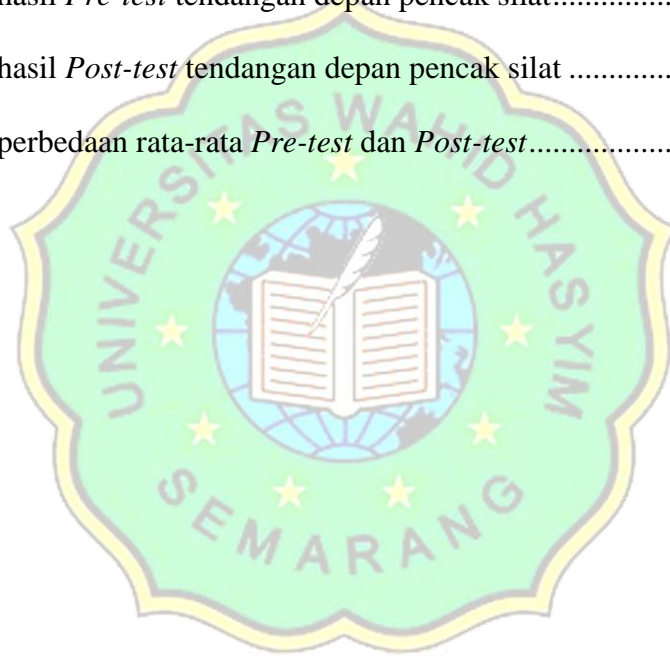 hasil Pre-test tendangan depan pencak silat..............
hasil Post-test tendangan depan pencak silat .............
perbedaan rata-rata Pre-test dan Post-test..................
UNIVERSITAS WAHID HASYIM
SEMARANG